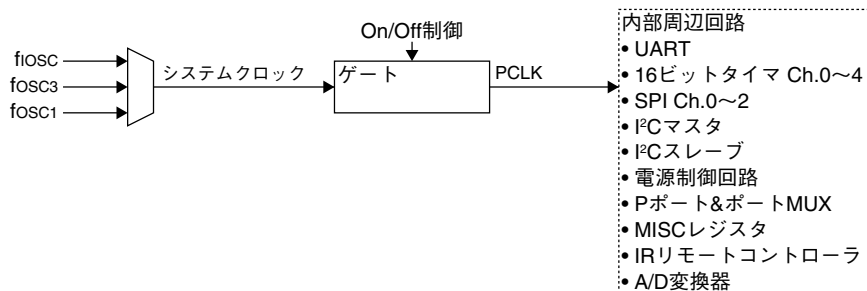 On/Off制御
fIOSC
fOSC3
fOSC1
システムクロック
ゲート
PCLK
内部周辺回路
• UART
• 16ビットタイマ Ch.0～4
• SPI Ch.0～2
• I²Cマスタ
• I²Cスレーブ
• 電源制御回路
• Pポート&ポートMUX
• MISCレジスタ
• IRリモートコントローラ
• A/D変換器